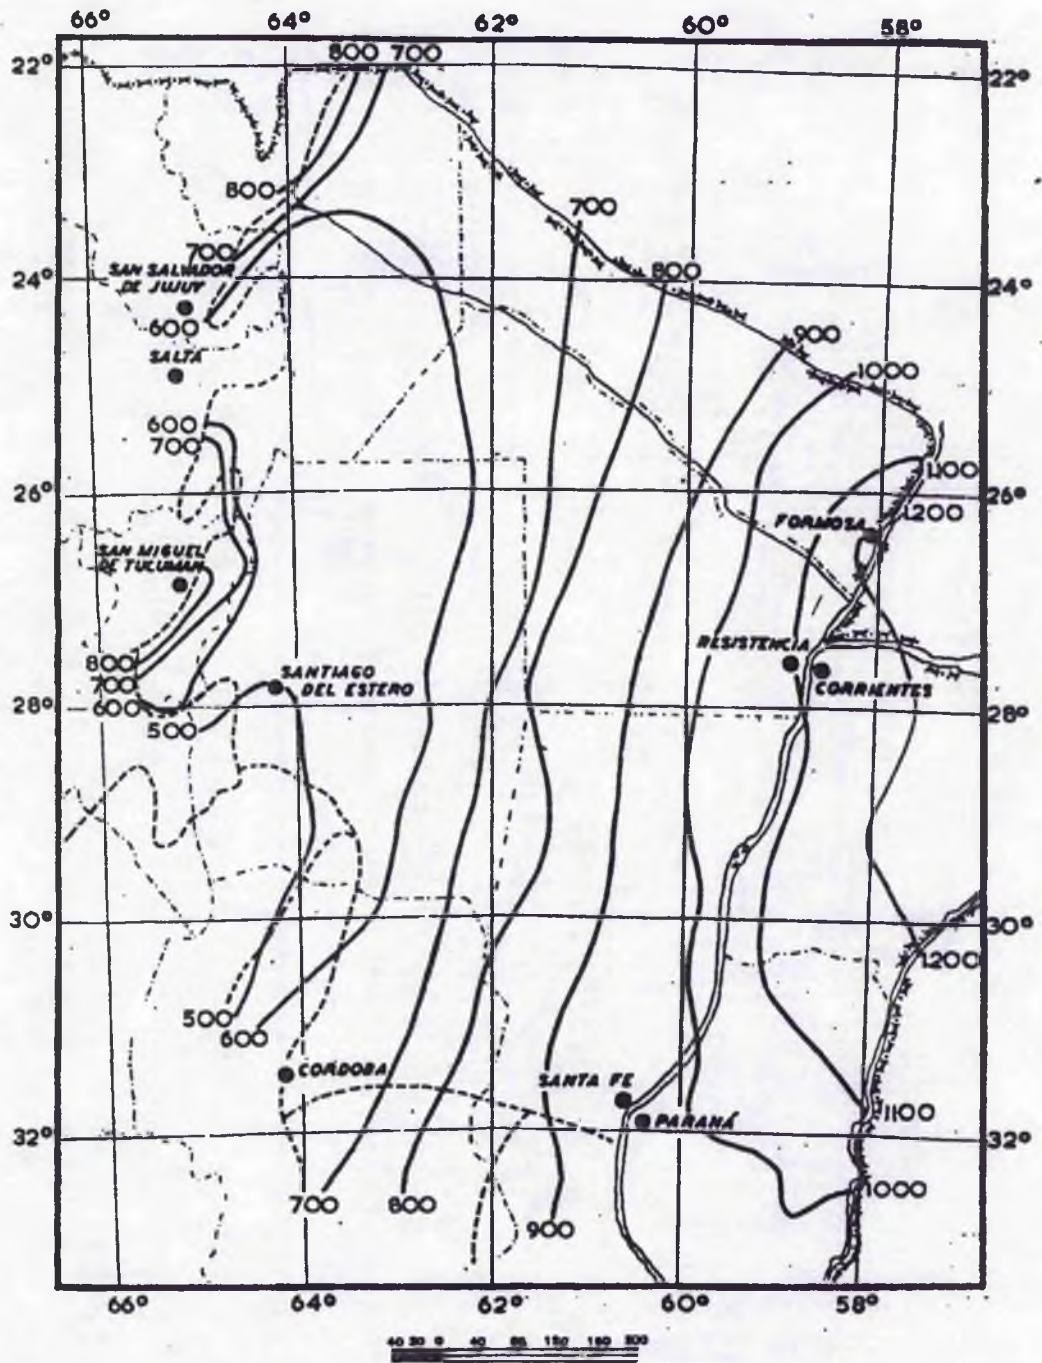 66° 64° 62° 60° 58°
800 700
22° 22°
800
700
700
SAN SALVADOR
DE JUJUY
800
24° 24°
600
900
SALTA
1000
600
700
1100
26° 26°
1200
FORMOSA
SAN MIGUEL
DE TUCUMAN
RESISTENCIA
800
SANTIAGO
DEL ESTERO
700
CORRIENTES
600
28° 28°
500
30° 30°
1200
500
600
CORDOBA
SANTA FE
1100
PARANÁ
32° 32°
1000
700
800
900
66° 64° 62° 60° 58°